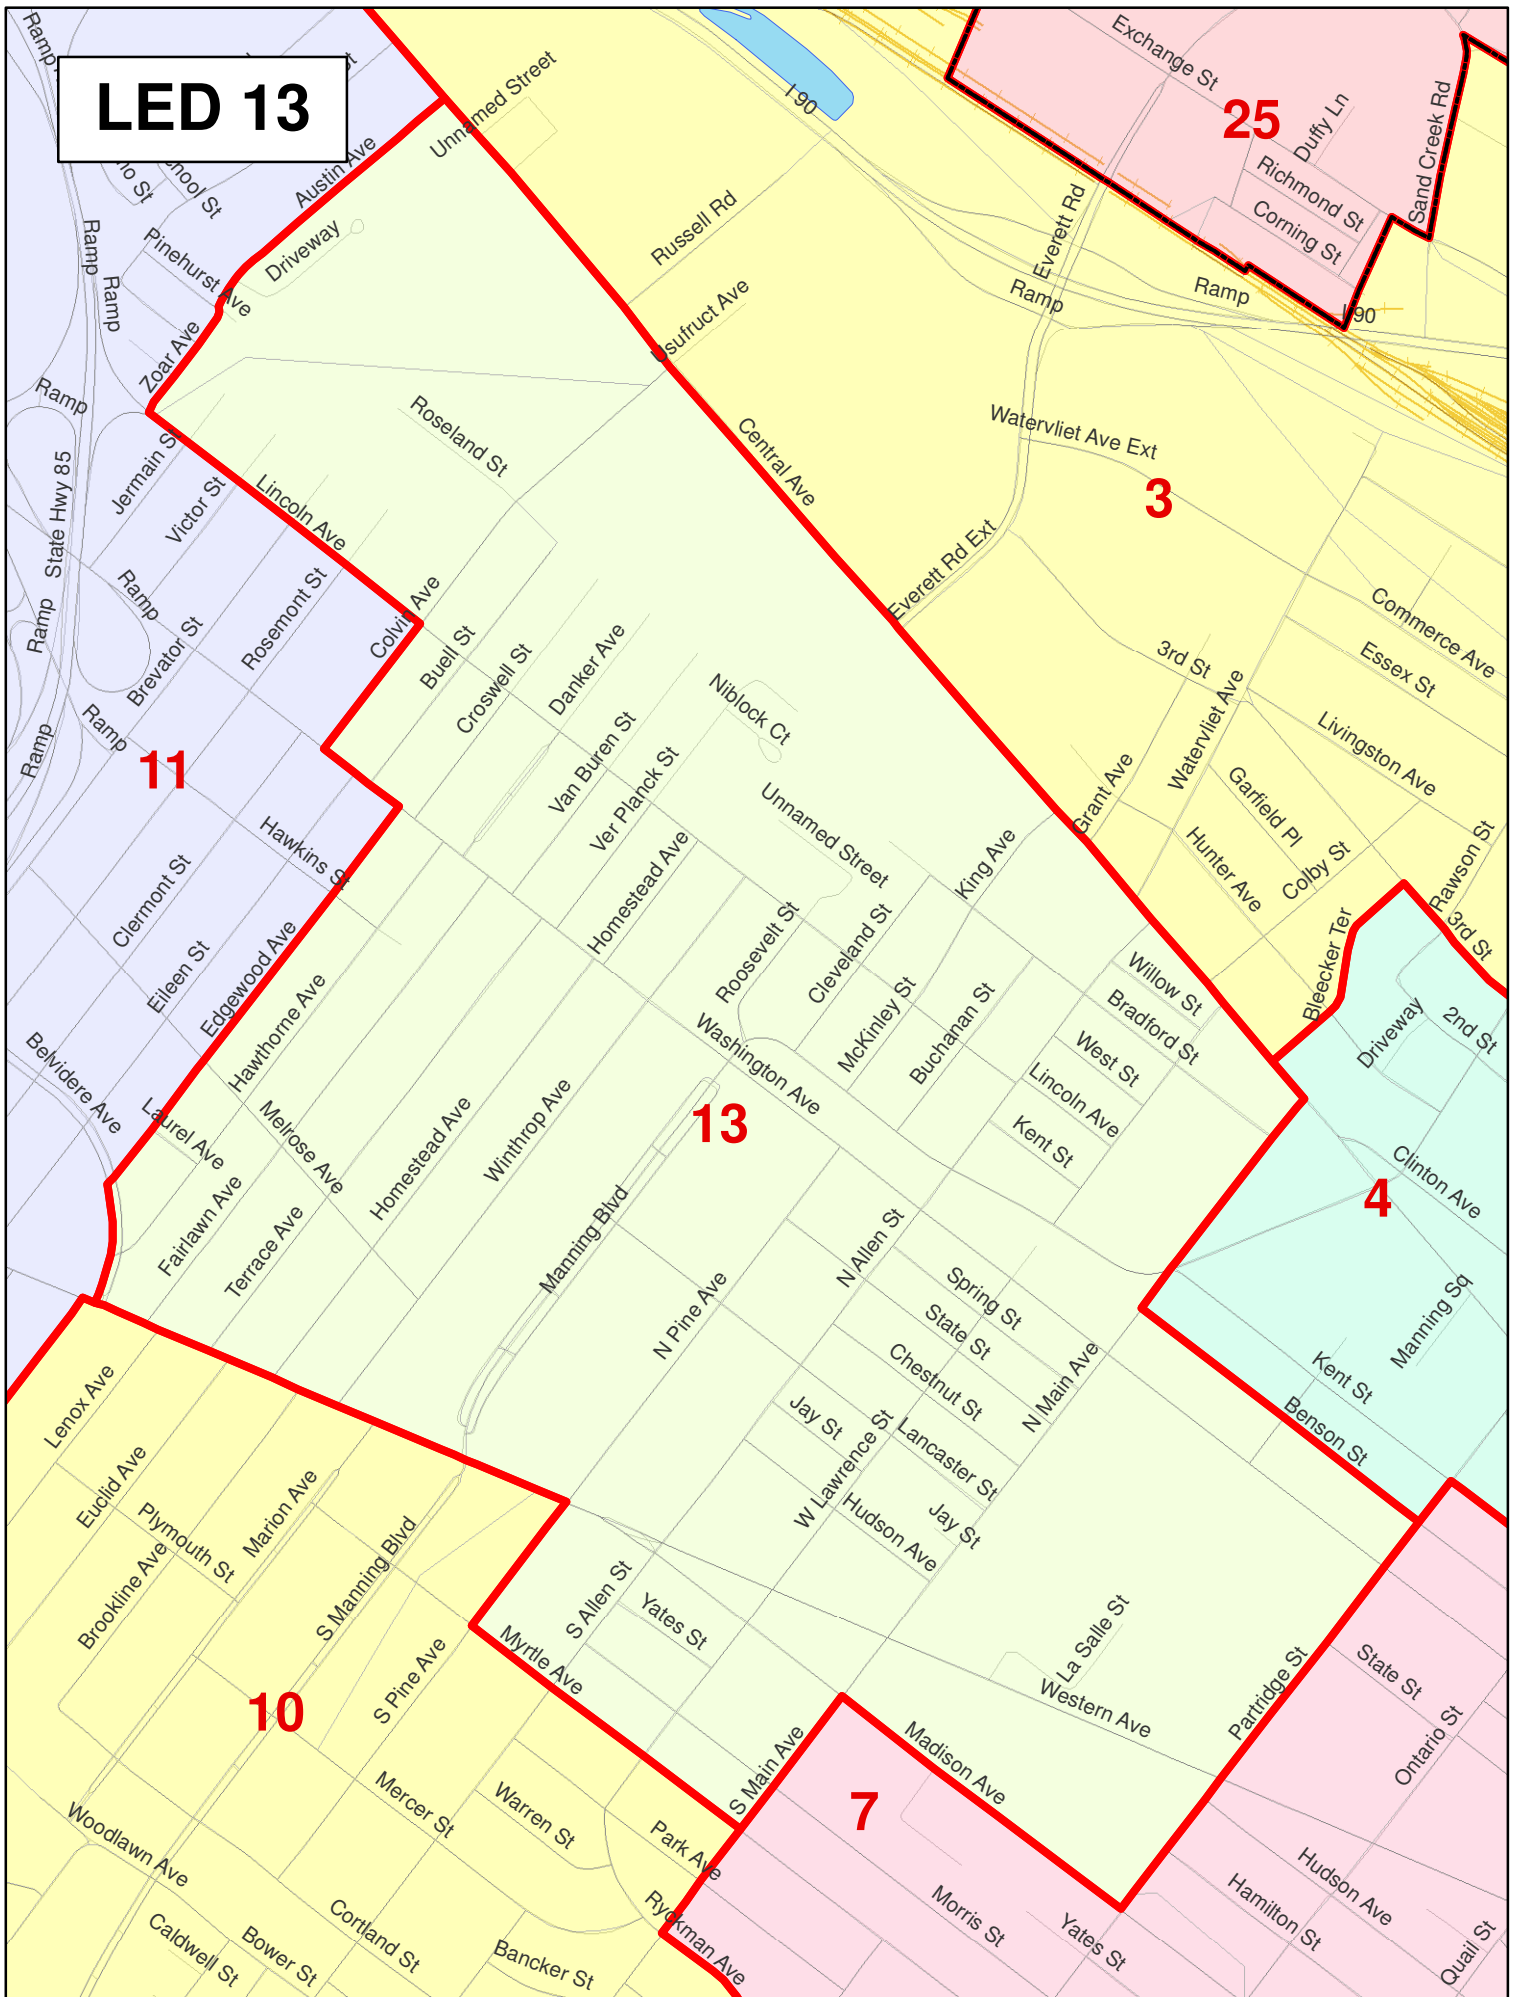 LED 13
Ramp
St
School St
Austin Ave
Unnamed Street
I 90
Exchange St
25
Duffy Ln
Sand Creek Rd
Richmond St
Corning St
Everett Rd
Russell Rd
Driveway
Pinehurst Ave
Ramp
Ramp
Zoar Ave
Usufruct Ave
Ramp
Ramp
I 90
Ramp
Roseland St
Central Ave
Watervliet Ave Ext
3
Jermain St
Victor St
Lincoln Ave
State Hwy 85
Everett Rd Ext
Ramp
Ramp
Rosemont St
Colvin Ave
Brevator St
Buell St
Croswell St
Danker Ave
Commerce Ave
Essex St
3rd St
Ramp
Ramp
11
Niblock Ct
Van Buren St
Ver Planck St
Watervliet Ave
Livingston Ave
Grant Ave
Garfield Pl
Unnamed Street
Hawkins St
Homestead Ave
King Ave
Hunter Ave
Colby St
Rawson St
3rd St
Clermont St
Eileen St
Edgewood Ave
Roosevelt St
Cleveland St
McKinley St
Buchanan St
Willow St
Bradford St
Bleecker Ter
Driveway
2nd St
Hawthorne Ave
Washington Ave
West St
Lincoln Ave
Kent St
Belvidere Ave
Laurel Ave
Melrose Ave
Homestead Ave
Winthrop Ave
13
Clinton Ave
4
Fairlawn Ave
Terrace Ave
Manning Blvd
N Allen St
N Pine Ave
Spring St
State St
Chestnut St
N Main Ave
Manning Sq
Kent St
Benson St
Lenox Ave
Jay St
Lancaster St
W Lawrence St
Hudson Ave
Jay St
Euclid Ave
Plymouth St
Marion Ave
Brookline Ave
S Manning Blvd
S Allen St
Yates St
Myrtle Ave
La Salle St
Western Ave
Partridge St
State St
Ontario St
10
S Pine Ave
S Main Ave
Madison Ave
7
Mercer St
Warren St
Park Ave
Woodlawn Ave
Ryckman Ave
Morris St
Yates St
Hamilton St
Hudson Ave
Quail St
Caldwell St
Bower St
Cortland St
Bancker St